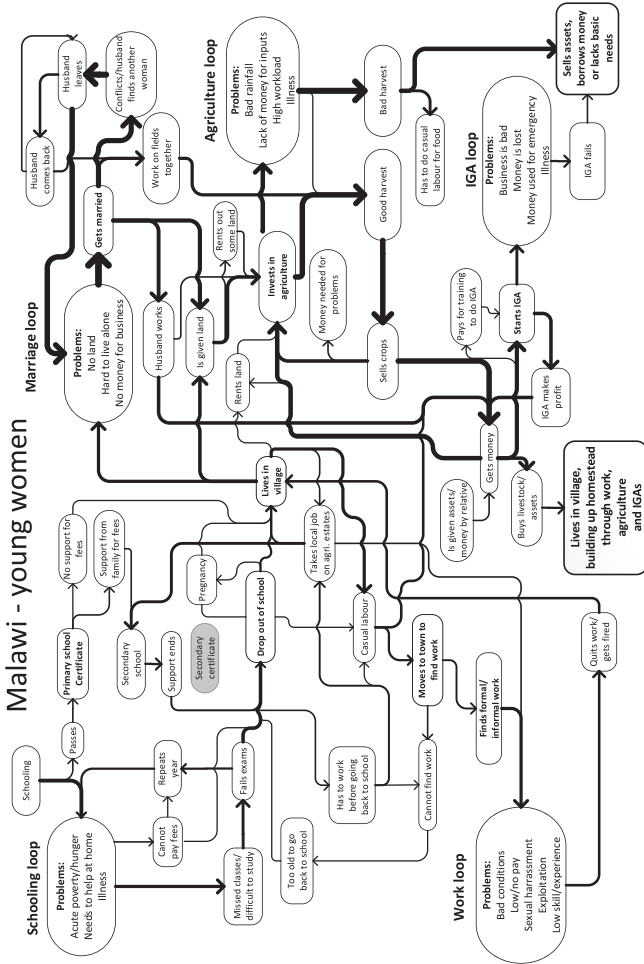 Malawi - young women
Schooling loop
Schooling
Problems:
Acute poverty/hunger
Needs to help at home
Illness
Passes
Primary school
Certificate
No support for
fees
Support from
family for fees
Secondary
school
Support ends
Secondary
certificate
Cannot
pay fees
Repeats
year
Fails exams
Missed classes/
difficult to study
Too old to go
back to school
Has to work
before going
back to school
Drop out of school
Pregnancy
Lives in
village
Takes local job
on agri. estates
Casual labour
Moves to town to
find work
Cannot find work
Finds formal/
informal work
Work loop
Problems:
Bad conditions
Low/no pay
Sexual harrassment
Exploitation
Low skill/experience
Quits work/
gets fired
Marriage loop
Problems:
No land
Hard to live alone
No money for business
Gets married
Husband
comes back
Husband
leaves
Conflicts/husband
finds another
woman
Work on fields
together
Husband works
Is given land
Rents out
some land
Rents land
Agriculture loop
Problems:
Bad rainfall
Lack of money for inputs
High workload
Illness
Invests in
agriculture
Good harvest
Bad harvest
Has to do casual
labour for food
Money needed for
problems
Sells crops
Gets money
Is given assets/
money by relative
Buys livestock/
assets
Lives in village,
building up homestead
through work,
agriculture
and IGAs
IGA loop
Problems:
Business is bad
Money is lost
Money used for emergency
Illness
Pays for training
to do IGA
Starts IGA
IGA makes
profit
IGA fails
Sells assets,
borrows money
or lacks basic
needs